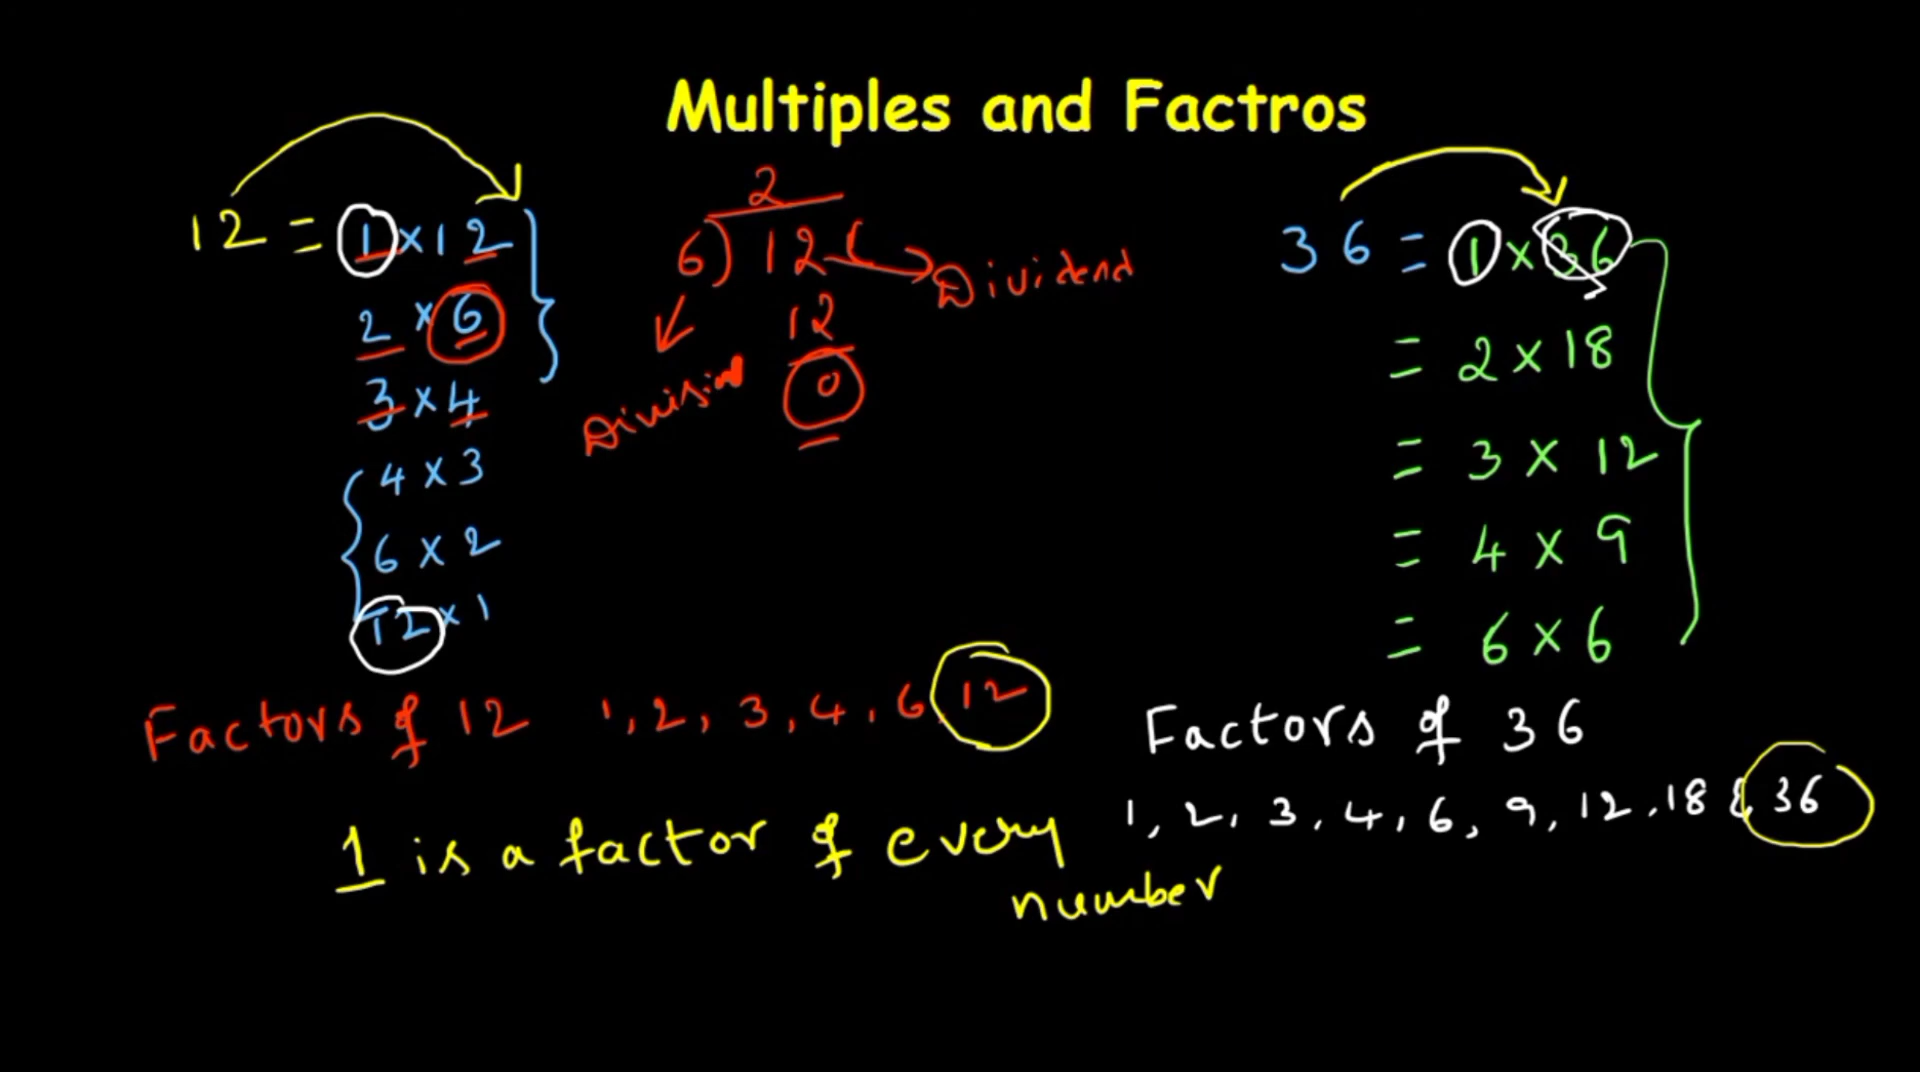 Multiples and Factros
12 = 1 x 12
2 x 6
3 x 4
4 x 3
6 x 2
12 x 1
2
6) 12 (
Dividend
12
0
36 = 1 x 36
= 2 x 18
= 3 x 12
= 4 x 9
= 6 x 6
Factors of 12 1, 2, 3, 4, 6, 12
Factors of 36
1, 2, 3, 4, 6, 9, 12, 18 & 36
1 is a factor of every
number